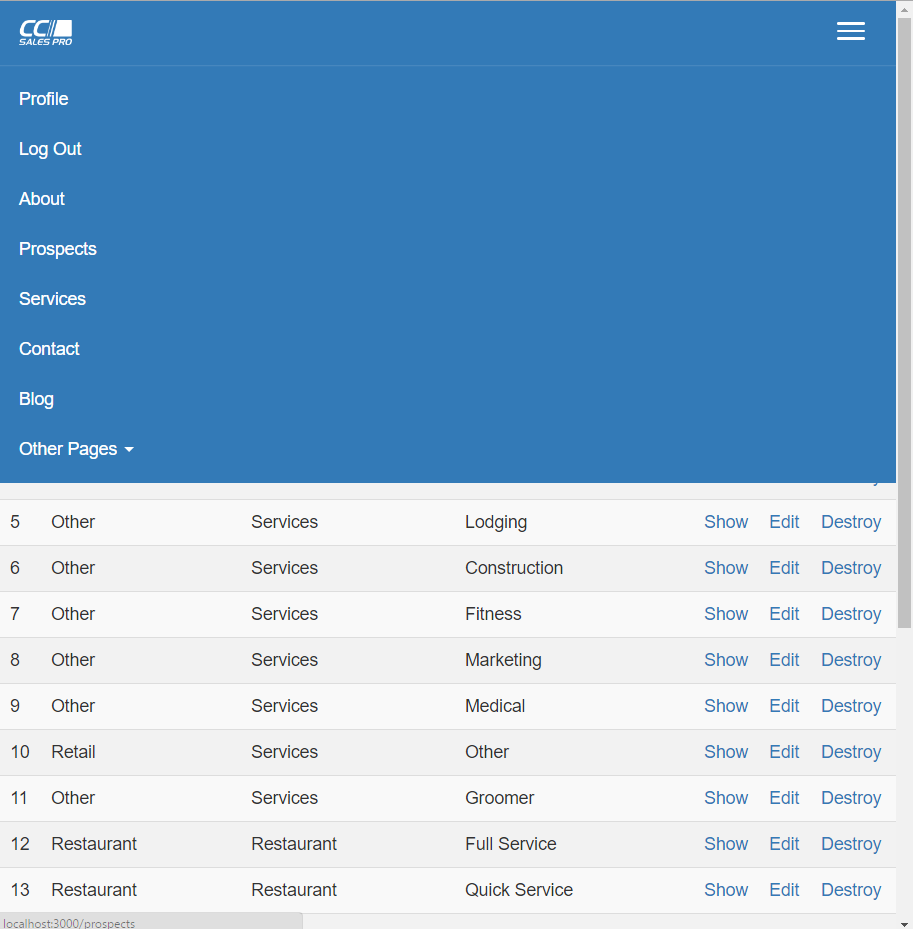 CC
SALES PRO
Profile
Log Out
About
Prospects
Services
Contact
Blog
Other Pages
5 Other Services Lodging Show Edit Destroy
6 Other Services Construction Show Edit Destroy
7 Other Services Fitness Show Edit Destroy
8 Other Services Marketing Show Edit Destroy
9 Other Services Medical Show Edit Destroy
10 Retail Services Other Show Edit Destroy
11 Other Services Groomer Show Edit Destroy
12 Restaurant Restaurant Full Service Show Edit Destroy
13 Restaurant Restaurant Quick Service Show Edit Destroy
localhost:3000/prospects